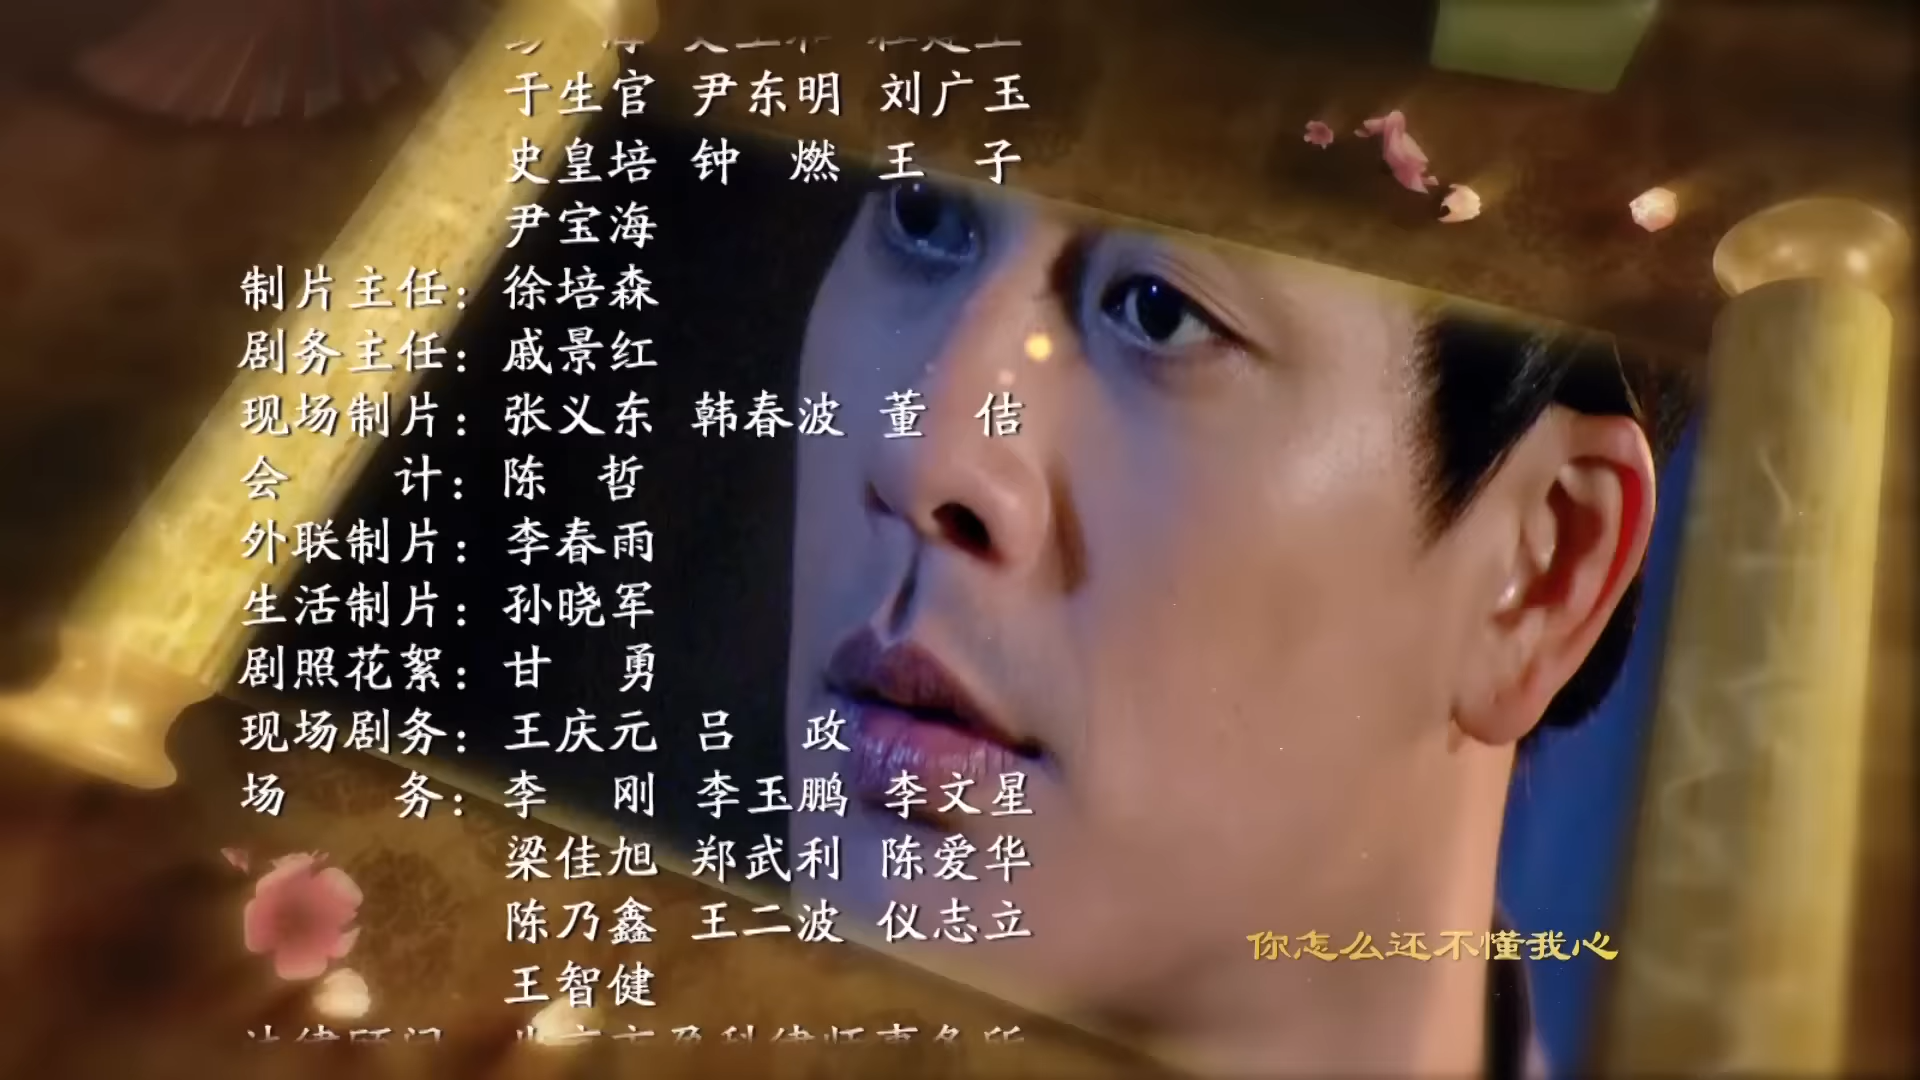 于生官 尹东明 刘广玉
史皇培 钟燃 王子
尹宝海
制片主任：徐培森
剧务主任：戚景红
现场制片：张义东 韩春波 董佶
会计：陈哲
外联制片：李春雨
生活制片：孙晓军
剧照花絮：甘勇
现场剧务：王庆元 吕政
场务：李刚 李玉鹏 李文星
梁佳旭 郑武利 陈爱华
陈乃鑫 王二波 仪志立
王智健
你怎么还不懂我心